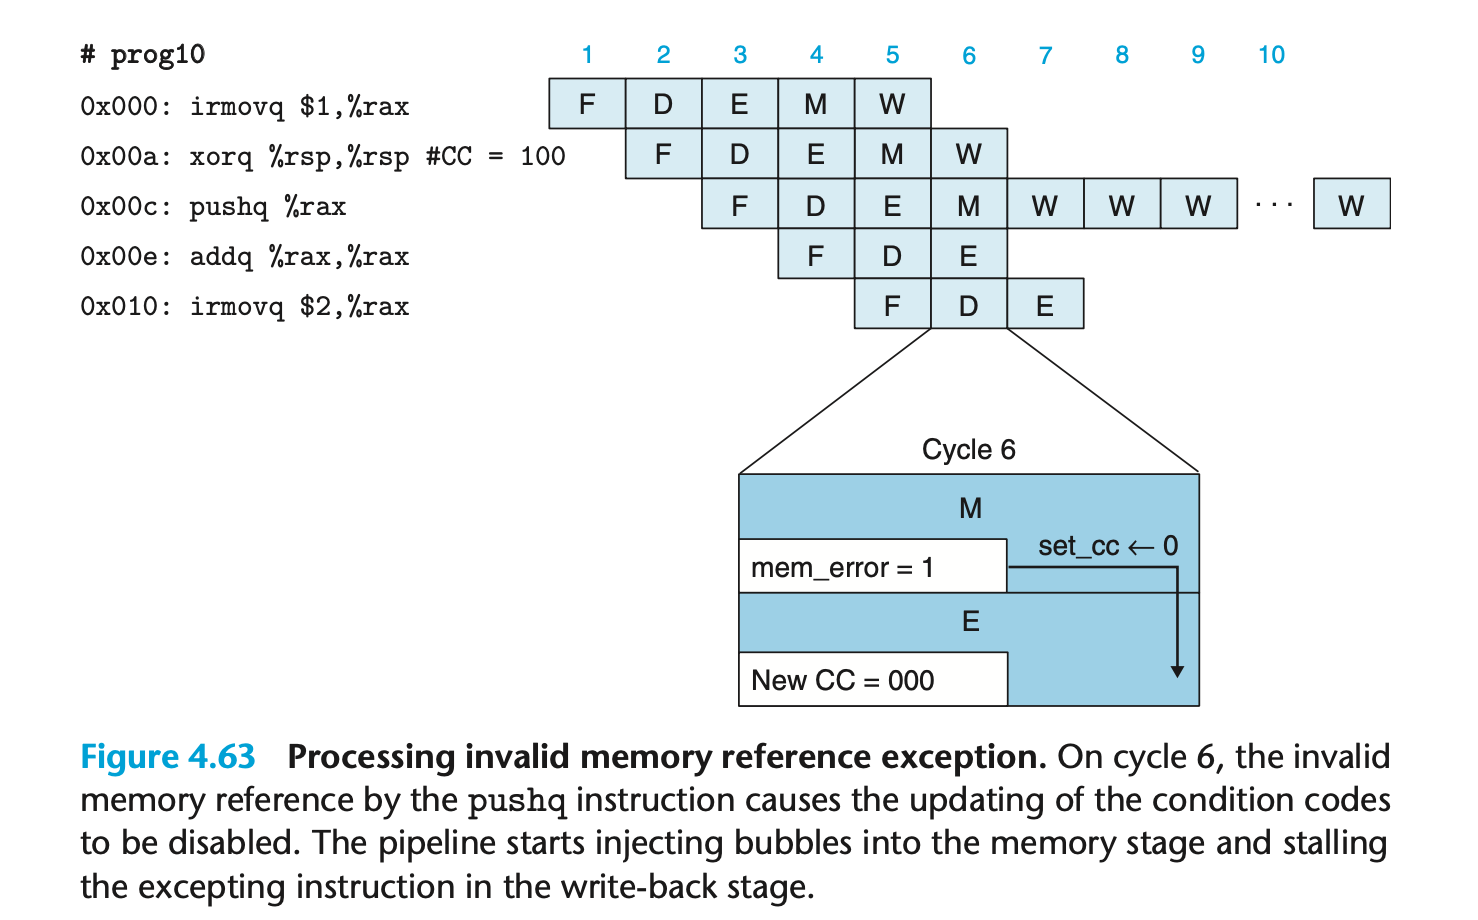 # prog10 1 2 3 4 5 6 7 8 9 10
0x000: irmovq $1,%rax F D E M W
0x00a: xorq %rsp,%rsp #CC = 100 F D E M W
0x00c: pushq %rax F D E M W W W ··· W
0x00e: addq %rax,%rax F D E
0x010: irmovq $2,%rax F D E
Cycle 6
M
set_cc ← 0
mem_error = 1
E
New CC = 000
Figure 4.63 Processing invalid memory reference exception. On cycle 6, the invalid
memory reference by the pushq instruction causes the updating of the condition codes
to be disabled. The pipeline starts injecting bubbles into the memory stage and stalling
the excepting instruction in the write-back stage.